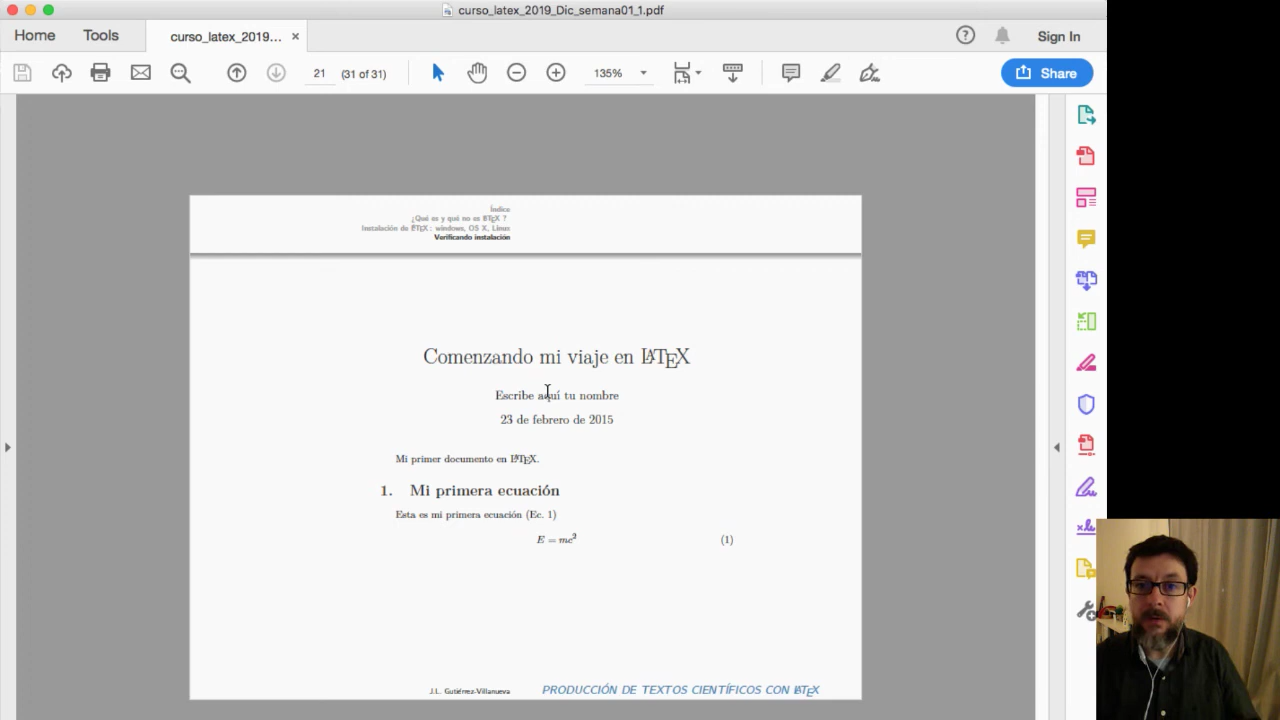 curso_latex_2019_Dic_semana01_1.pdf
Home Tools curso_latex_2019... × Sign In
21 (31 of 31) 135% Share
Índice
¿Qué es y qué no es LATEX ?
Instalación de LATEX : windows, OS X, Linux
Verificando instalación
Comenzando mi viaje en LATEX
Escribe aquí tu nombre
23 de febrero de 2015
Mi primer documento en LATEX.
1. Mi primera ecuación
Esta es mi primera ecuación (Ec. 1)
E = mc² (1)
J.L. Gutiérrez-Villanueva PRODUCCIÓN DE TEXTOS CIENTÍFICOS CON LATEX